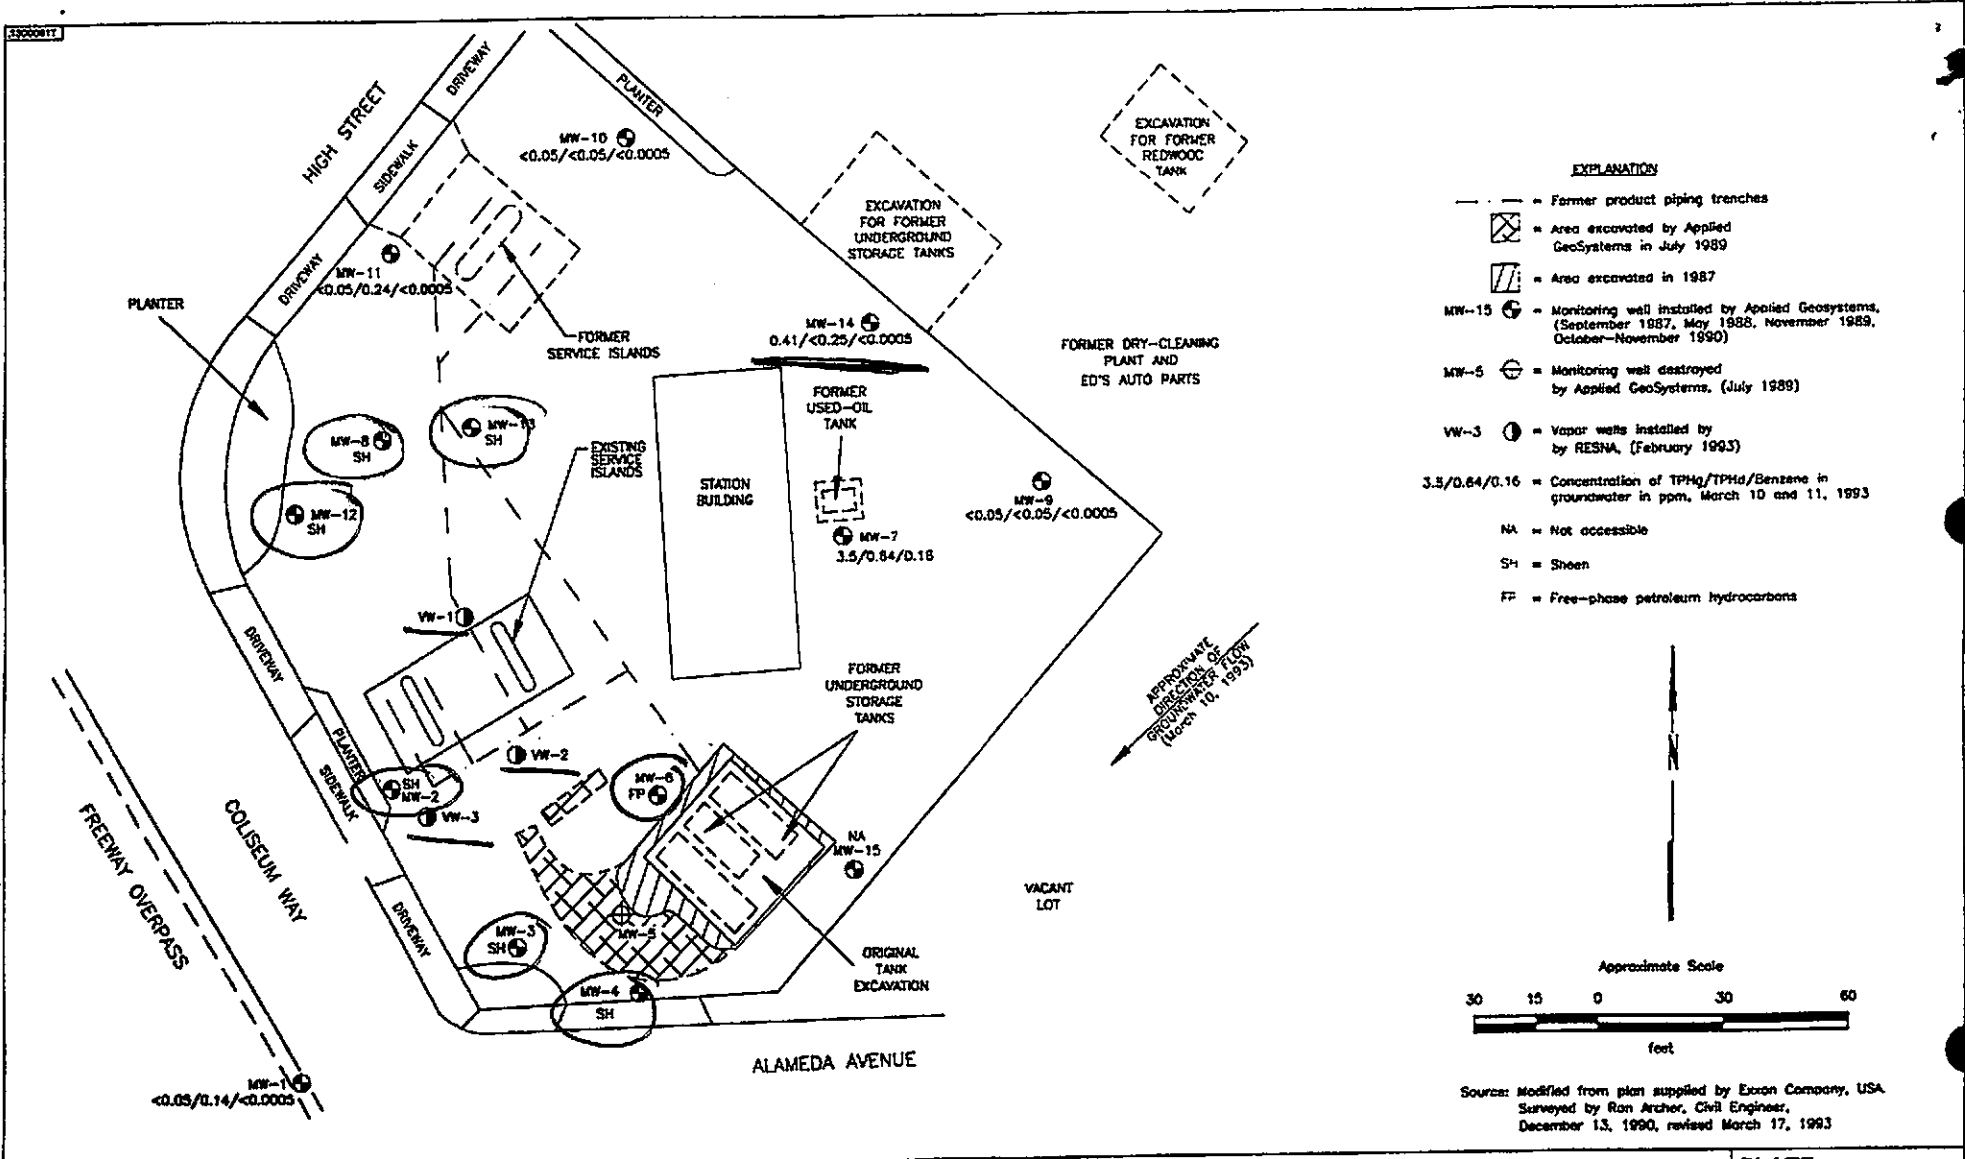 3300061T
HIGH STREET
DRIVEWAY
SIDEWALK
DRIVEWAY
PLANTER
MW-10
<0.05/<0.05/<0.0005
EXCAVATION
FOR FORMER
REDWOOC
TANK
EXCAVATION
FOR FORMER
UNDERGROUND
STORAGE TANKS
MW-11
<0.05/0.24/<0.0005
PLANTER
FORMER
SERVICE ISLANDS
MW-14
0.41/<0.25/<0.0005
FORMER DRY-CLEANING
PLANT AND
ED'S AUTO PARTS
FORMER
USED-OIL
TANK
MW-8
SH
MW-13
SH
EXISTING
SERVICE
ISLANDS
STATION
BUILDING
MW-12
SH
MW-9
<0.05/<0.05/<0.0005
MW-7
3.5/0.64/0.16
VW-1
DRIVEWAY
FORMER
UNDERGROUND
STORAGE
TANKS
APPROXIMATE
DIRECTION OF
GROUNDWATER FLOW
(March 10, 1993)
PLANTER
SIDEWALK
VW-2
MW-6
FP
SH
MW-2
VW-3
NA
MW-15
FREEWAY OVERPASS
COLISEUM WAY
DRIVEWAY
VACANT
LOT
MW-5
MW-3
SH
ORIGINAL
TANK
EXCAVATION
MW-4
SH
ALAMEDA AVENUE
MW-1
<0.05/0.14/<0.0005
EXPLANATION
= Former product piping trenches
= Area excavated by Applied
GeoSystems in July 1989
= Area excavated in 1987
MW-15 = Monitoring well installed by Applied Geosystems,
(September 1987, May 1988, November 1989,
October-November 1990)
MW-5 = Monitoring well destroyed
by Applied GeoSystems, (July 1989)
VW-3 = Vapor wells installed by
by RESNA, (February 1993)
3.5/0.64/0.16 = Concentration of TPHg/TPHd/Benzene in
groundwater in ppm, March 10 and 11, 1993
NA = Not accessible
SH = Sheen
FP = Free-phase petroleum hydrocarbons
N
Approximate Scale
30 15 0 30 60
feet
Source: Modified from plan supplied by Exxon Company, USA
Surveyed by Ron Archer, Civil Engineer,
December 13, 1990, revised March 17, 1993